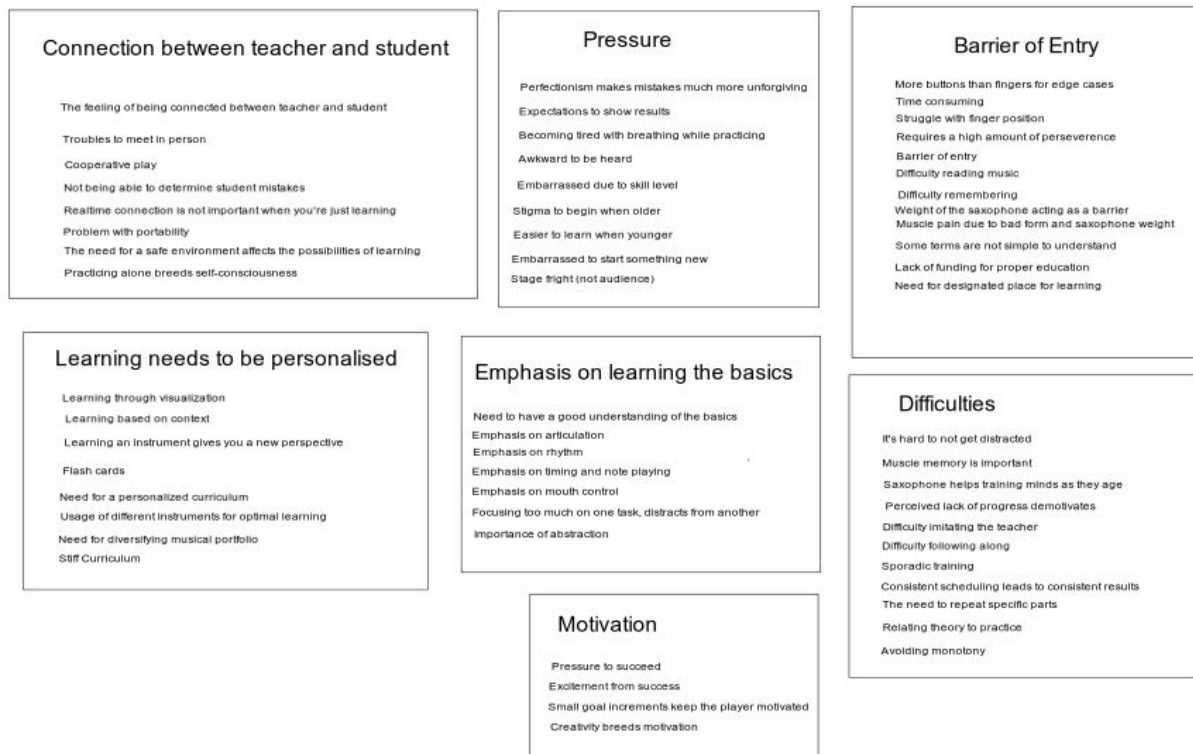 Connection between teacher and student
The feeling of being connected between teacher and student
Troubles to meet in person
Cooperative play
Not being able to determine student mistakes
Realtime connection is not important when you're just learning
Problem with portability
The need for a safe environment affects the possibilities of learning
Practicing alone breeds self-consciousness
Pressure
Perfectionism makes mistakes much more unforgiving
Expectations to show results
Becoming tired with breathing while practicing
Awkward to be heard
Embarrassed due to skill level
Stigma to begin when older
Easier to learn when younger
Embarrassed to start something new
Stage fright (not audience)
Barrier of Entry
More buttons than fingers for edge cases
Time consuming
Struggle with finger position
Requires a high amount of perseverence
Barrier of entry
Difficulty reading music
Difficulty remembering
Weight of the saxophone acting as a barrier
Muscle pain due to bad form and saxophone weight
Some terms are not simple to understand
Lack of funding for proper education
Need for designated place for learning
Learning needs to be personalised
Learning through visualization
Learning based on context
Learning an instrument gives you a new perspective
Flash cards
Need for a personalized curriculum
Usage of different instruments for optimal learning
Need for diversifying musical portfolio
Stiff Curriculum
Emphasis on learning the basics
Need to have a good understanding of the basics
Emphasis on articulation
Emphasis on rhythm
Emphasis on timing and note playing
Emphasis on mouth control
Focusing too much on one task, distracts from another
Importance of abstraction
Difficulties
It's hard to not get distracted
Muscle memory is important
Saxophone helps training minds as they age
Perceived lack of progress demotivates
Difficulty imitating the teacher
Difficulty following along
Sporadic training
Consistent scheduling leads to consistent results
The need to repeat specific parts
Relating theory to practice
Avoiding monotony
Motivation
Pressure to succeed
Excitement from success
Small goal increments keep the player motivated
Creativity breeds motivation